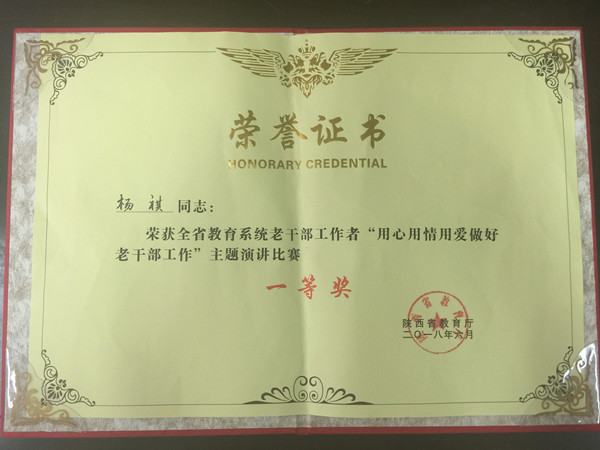 荣誉证书
HONORARY CREDENTIAL
杨祺 同志：
荣获全省教育系统老干部工作者“用心用情用爱做好
老干部工作”主题演讲比赛
一等奖
陕西省教育厅
二〇一八年六月